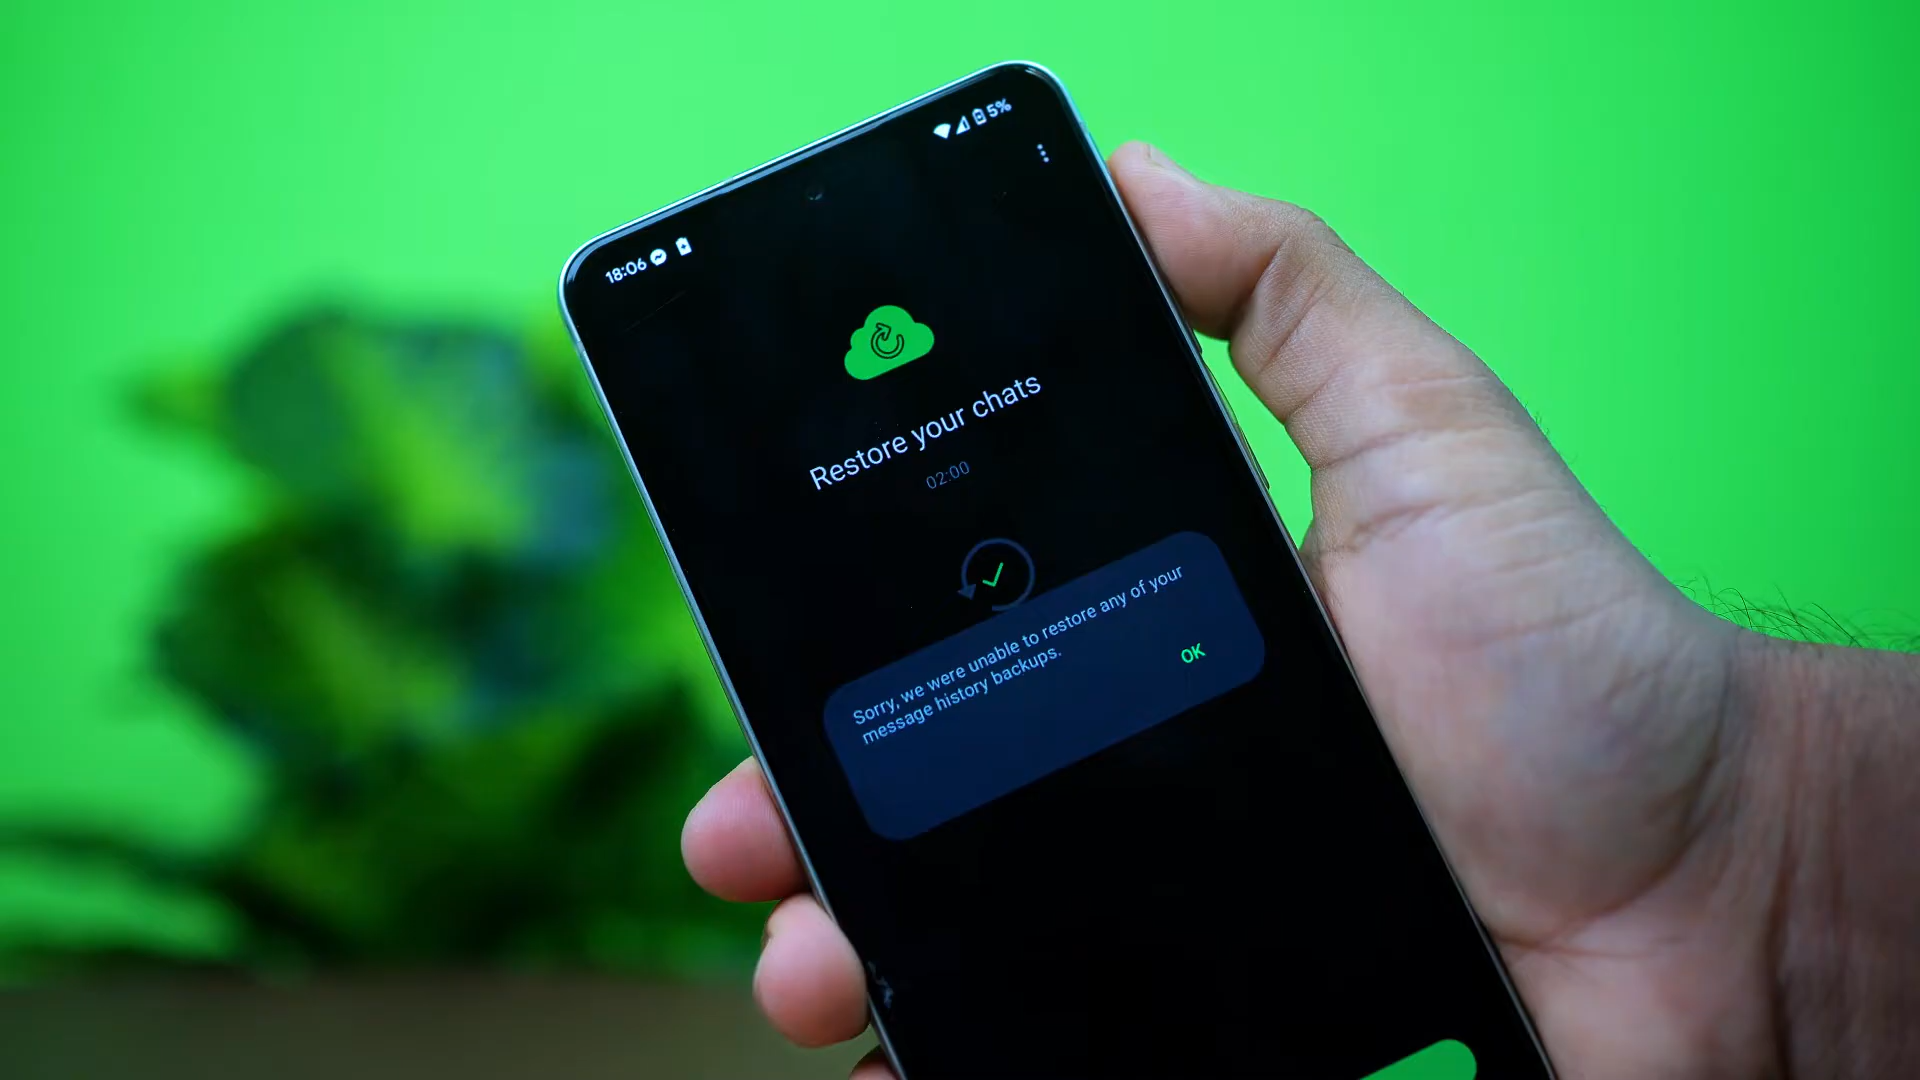 18:06
5%
Restore your chats
02:00
Sorry, we were unable to restore any of your
message history backups.
OK